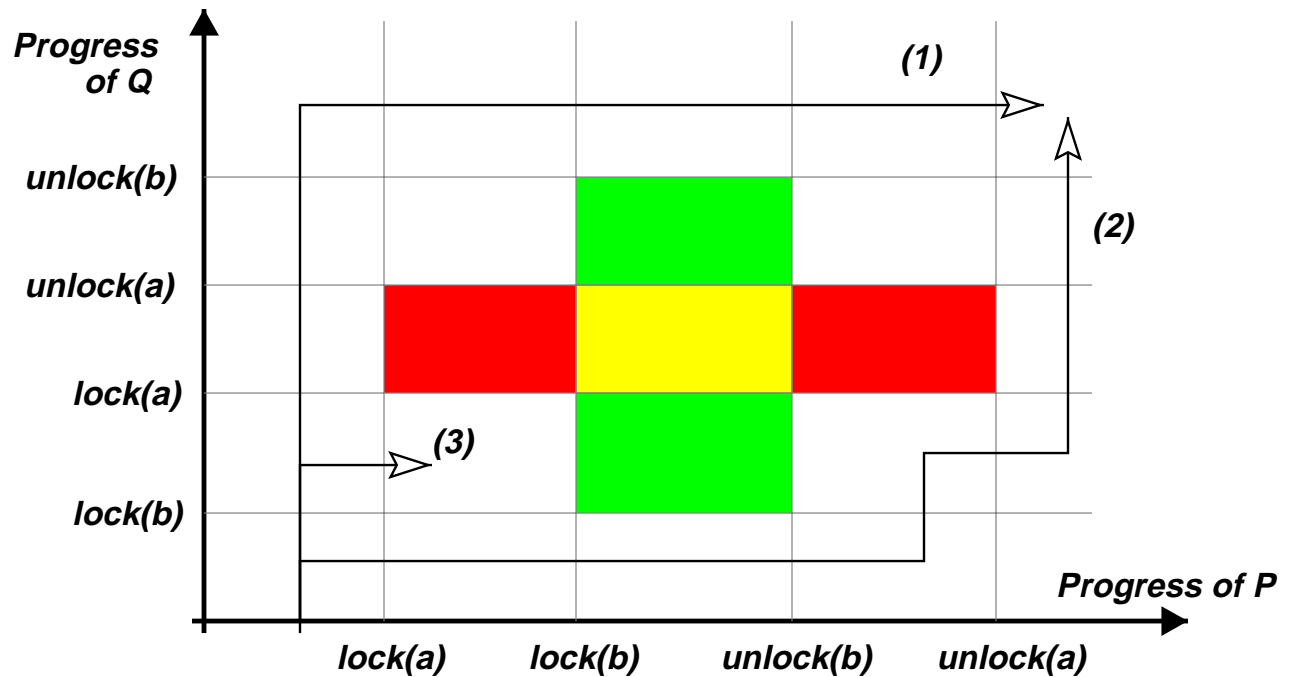 Progress
of Q
(1)
unlock(b)
(2)
unlock(a)
lock(a)
(3)
lock(b)
Progress of P
lock(a) lock(b) unlock(b) unlock(a)